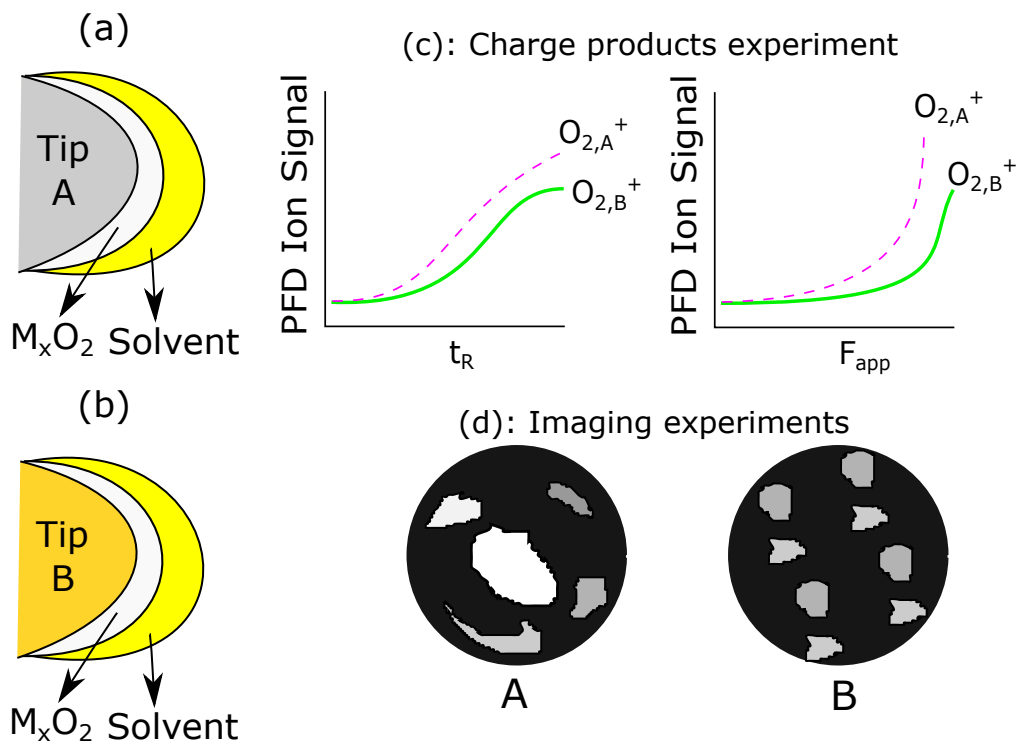 (a)
Tip
A
MₓO₂ Solvent
(b)
Tip
B
MₓO₂ Solvent
(c): Charge products experiment
PFD Ion Signal
O₂,A⁺
O₂,B⁺
tR
PFD Ion Signal
O₂,A⁺
O₂,B⁺
Fapp
(d): Imaging experiments
A
B